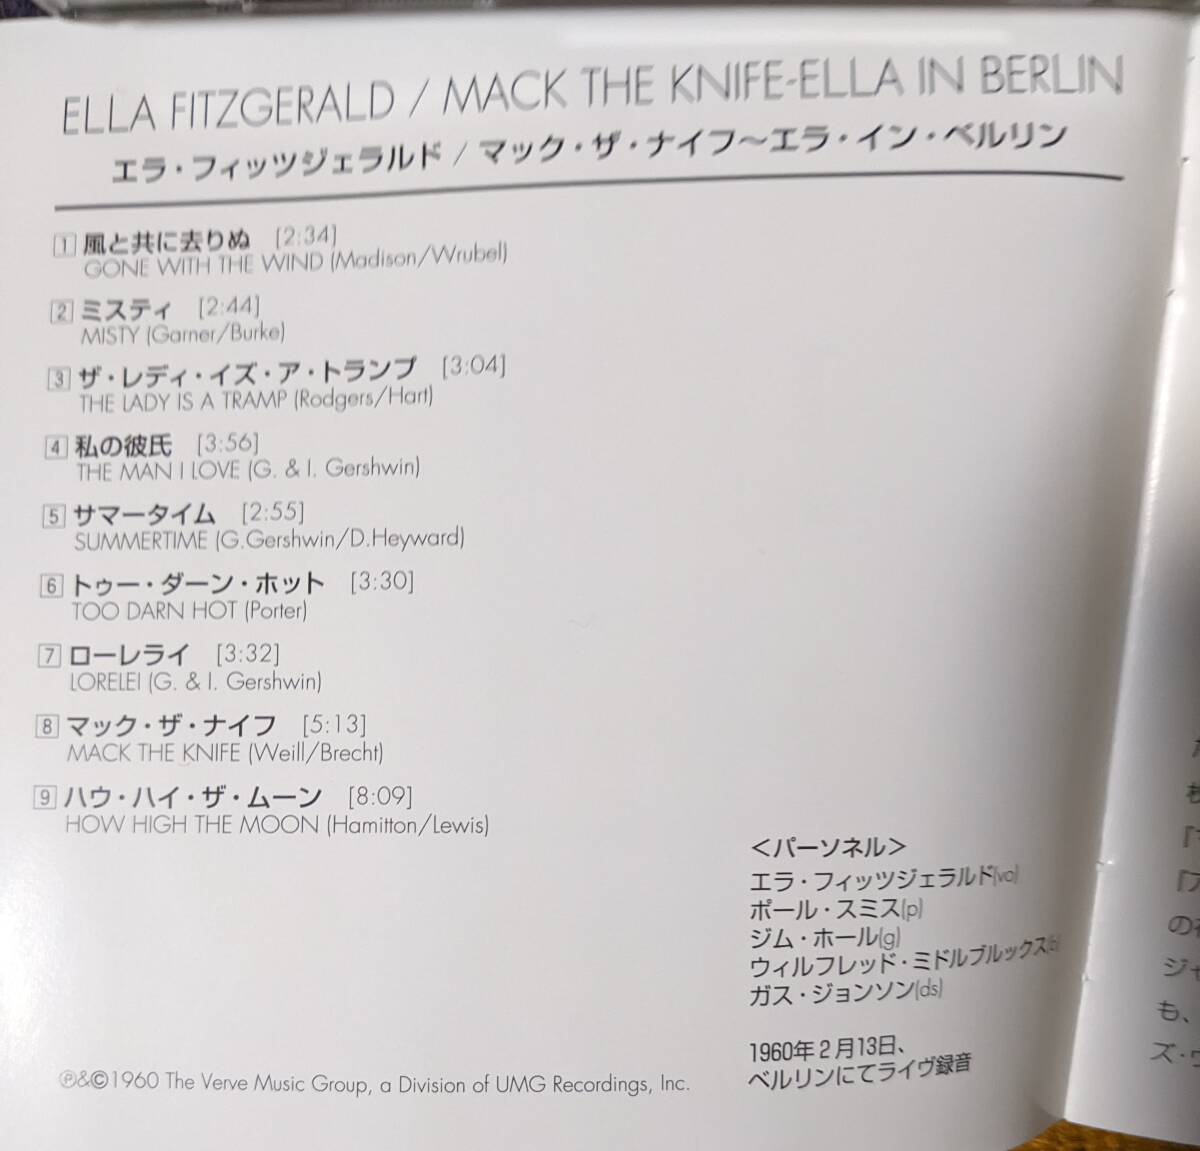 ELLA FITZGERALD / MACK THE KNIFE-ELLA IN BERLIN
エラ・フィッツジェラルド / マック・ザ・ナイフ〜エラ・イン・ベルリン
1 風と共に去りぬ [2:34]
GONE WITH THE WIND (Madison/Wrubel)
2 ミスティ [2:44]
MISTY (Garner/Burke)
3 ザ・レディ・イズ・ア・トランプ [3:04]
THE LADY IS A TRAMP (Rodgers/Hart)
4 私の彼氏 [3:56]
THE MAN I LOVE (G. & I. Gershwin)
5 サマータイム [2:55]
SUMMERTIME (G.Gershwin/D.Heyward)
6 トゥー・ダーン・ホット [3:30]
TOO DARN HOT (Porter)
7 ローレライ [3:32]
LORELEI (G. & I. Gershwin)
8 マック・ザ・ナイフ [5:13]
MACK THE KNIFE (Weill/Brecht)
9 ハウ・ハイ・ザ・ムーン [8:09]
HOW HIGH THE MOON (Hamitton/Lewis)
<パーソネル>
エラ・フィッツジェラルド(vo)
ポール・スミス(p)
ジム・ホール(g)
ウィルフレッド・ミドルブルックス(b)
ガス・ジョンソン(ds)
1960年2月13日、
ベルリンにてライヴ録音
℗&©1960 The Verve Music Group, a Division of UMG Recordings, Inc.
の
ジャ
も、
ズ・